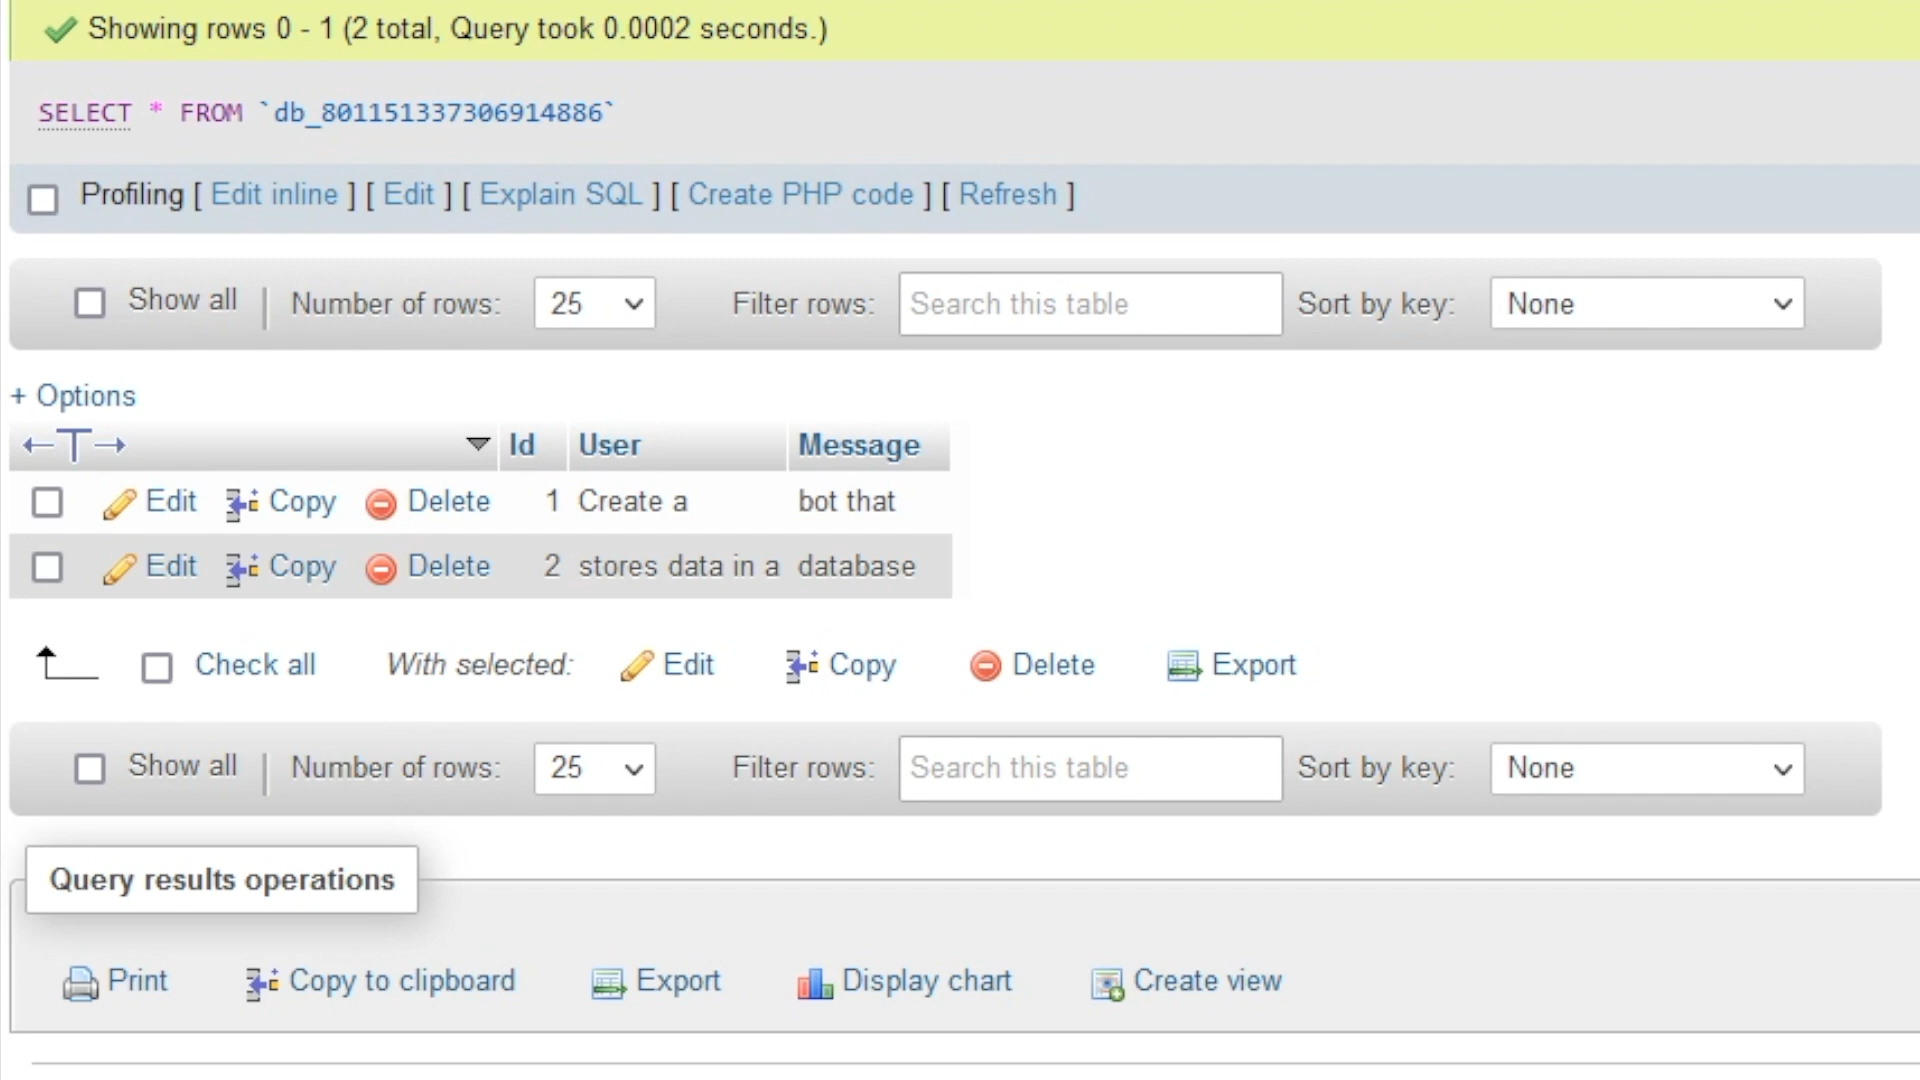 Showing rows 0 - 1 (2 total, Query took 0.0002 seconds.)
SELECT * FROM `db_801151337306914886`
Profiling [ Edit inline ] [ Edit ] [ Explain SQL ] [ Create PHP code ] [ Refresh ]
Show all | Number of rows: 25 Filter rows: Search this table Sort by key: None
+ Options
←T→ Id User Message
Edit Copy Delete 1 Create a bot that
Edit Copy Delete 2 stores data in a database
Check all With selected: Edit Copy Delete Export
Show all | Number of rows: 25 Filter rows: Search this table Sort by key: None
Query results operations
Print Copy to clipboard Export Display chart Create view